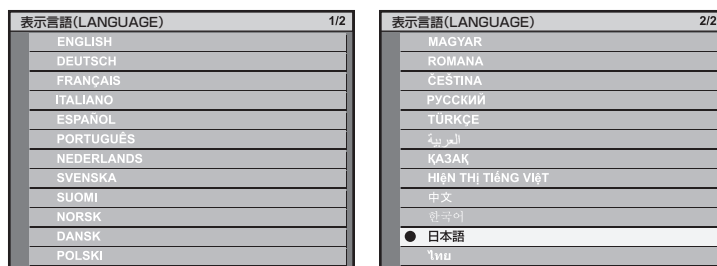 表示言語(LANGUAGE) 1/2
ENGLISH
DEUTSCH
FRANÇAIS
ITALIANO
ESPAÑOL
PORTUGUÊS
NEDERLANDS
SVENSKA
SUOMI
NORSK
DANSK
POLSKI
表示言語(LANGUAGE) 2/2
MAGYAR
ROMANA
ČEŠTINA
РУССКИЙ
TÜRKÇE
العربية
ҚАЗАҚ
HIệN THị TIếNG VIệT
中文
한국어
日本語
ไทย